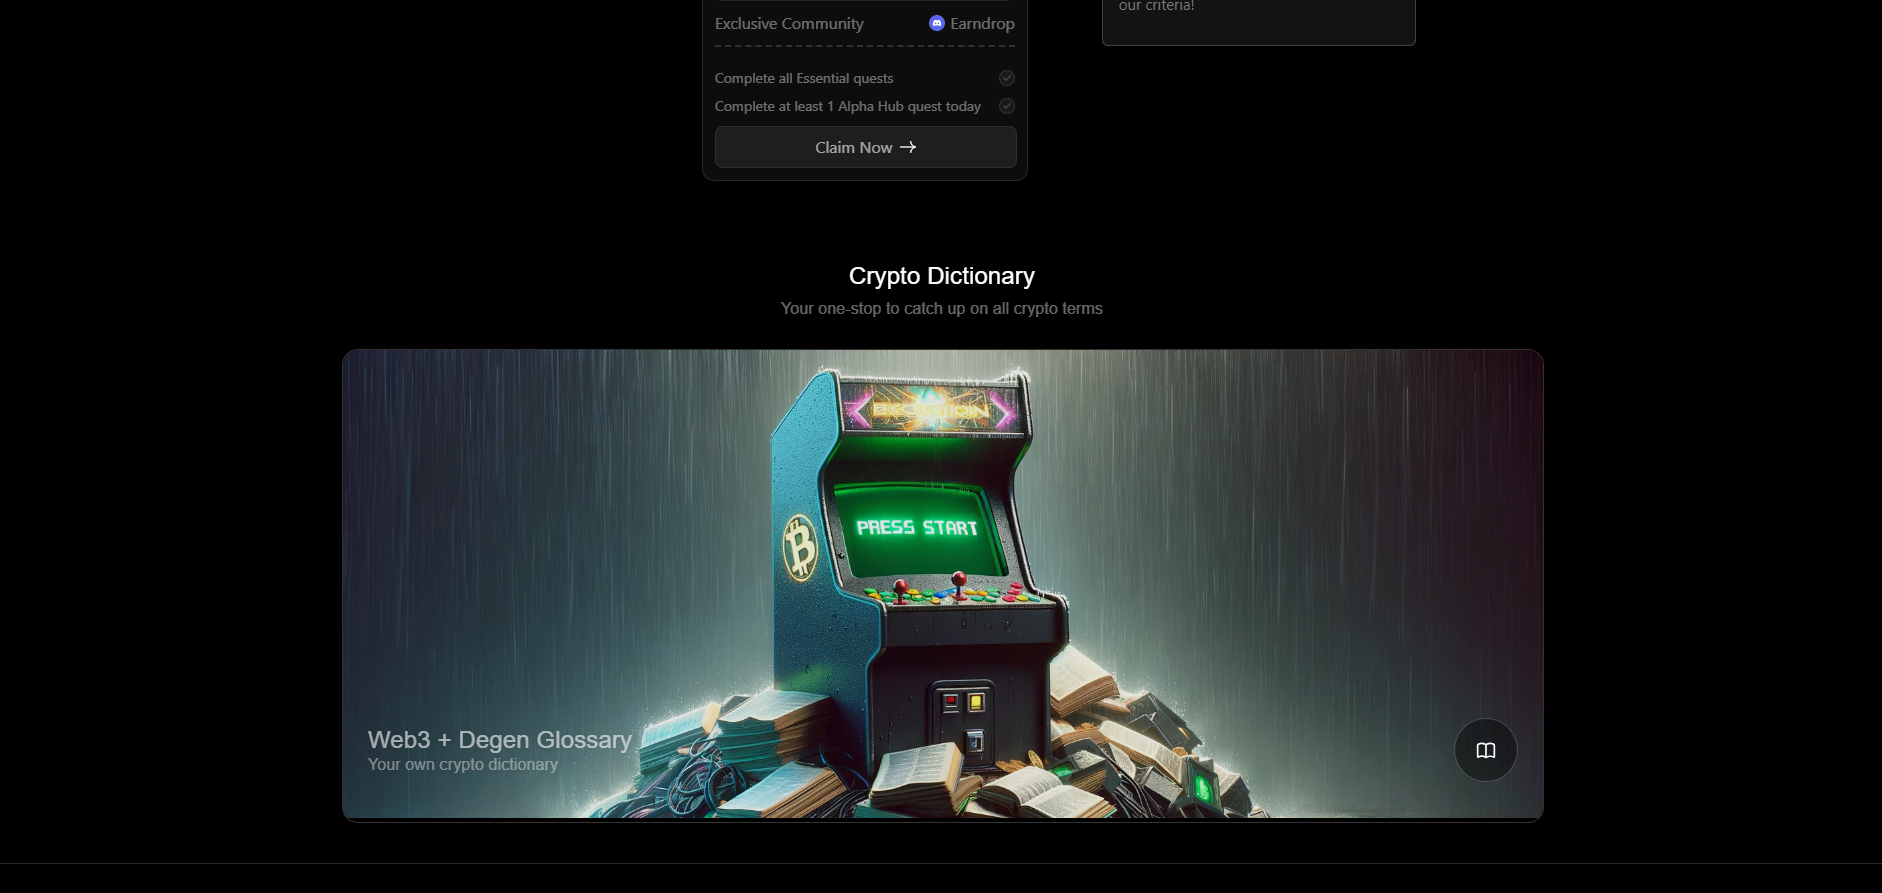 our criteria!
Exclusive Community
Earndrop
Complete all Essential quests
Complete at least 1 Alpha Hub quest today
Claim Now →
Crypto Dictionary
Your one-stop to catch up on all crypto terms
PRESS START
Web3 + Degen Glossary
Your own crypto dictionary